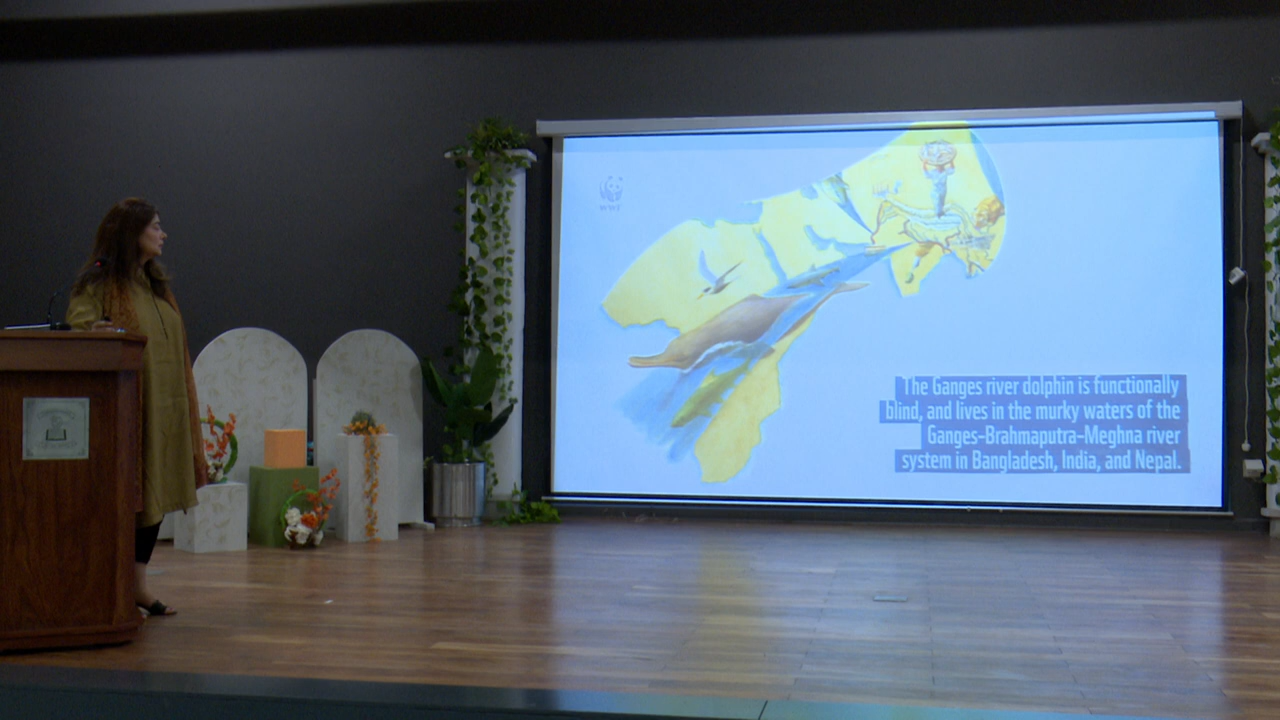 WWF
The Ganges river dolphin is functionally
blind, and lives in the murky waters of the
Ganges-Brahmaputra-Meghna river
system in Bangladesh, India, and Nepal.